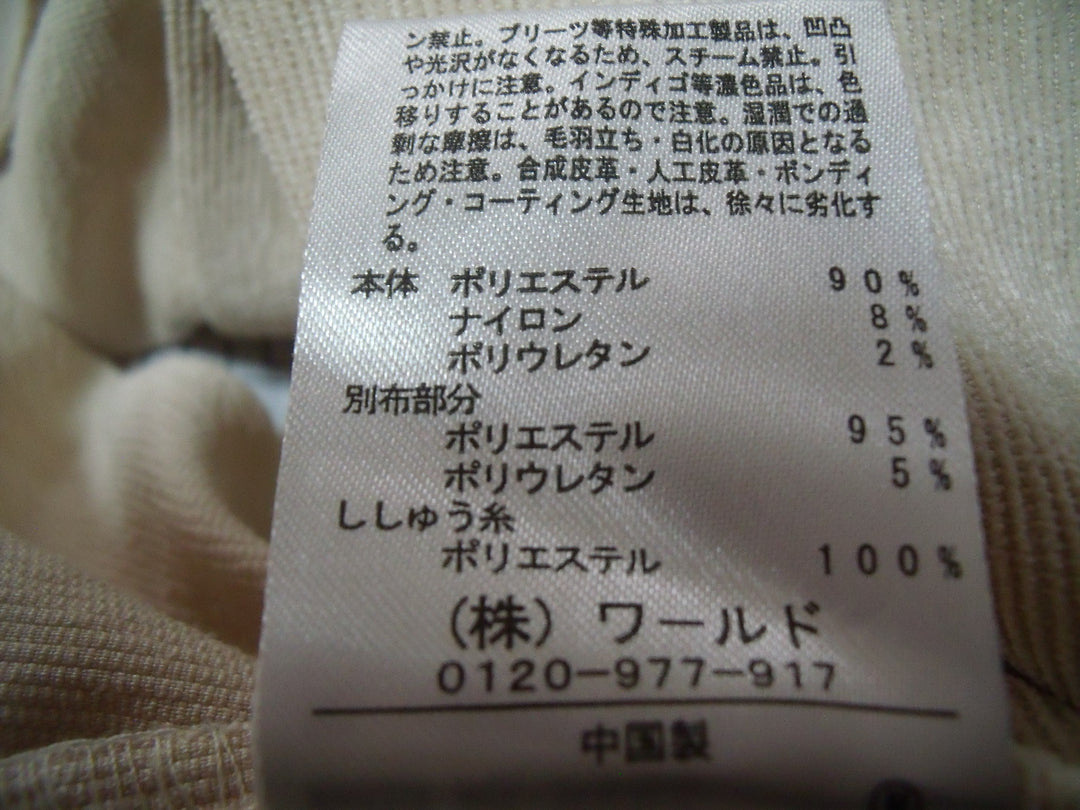 ン禁止。プリーツ等特殊加工製品は、凹凸
や光沢がなくなるため、スチーム禁止。引
っかけに注意。インディゴ等濃色品は、色
移りすることがあるので注意。湿潤での過
剰な摩擦は、毛羽立ち・白化の原因となる
ため注意。合成皮革・人工皮革・ボンディ
ング・コーティング生地は、徐々に劣化す
る。
本体 ポリエステル 90%
ナイロン 8%
ポリウレタン 2%
別布部分
ポリエステル 95%
ポリウレタン 5%
ししゅう糸
ポリエステル 100%
(株)ワールド
0120-977-917
中国製